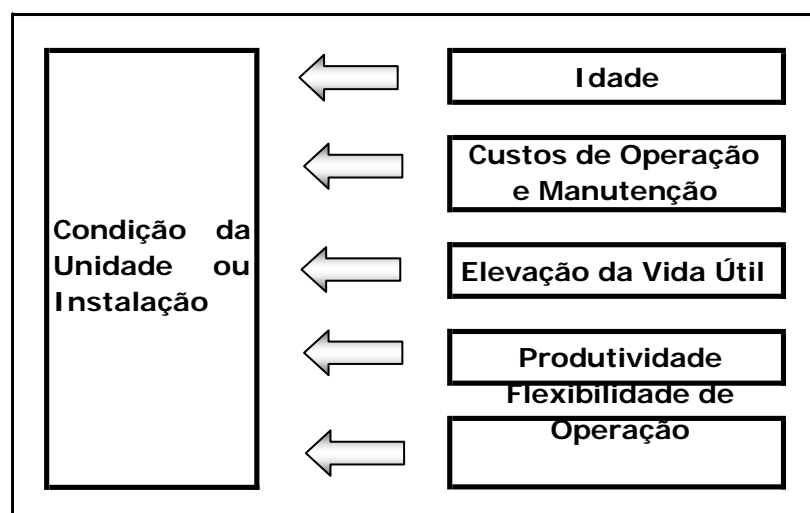 Condição da
Unidade ou
Instalação
Idade
Custos de Operação
e Manutenção
Elevação da Vida Útil
Produtividade
Flexibilidade de
Operação